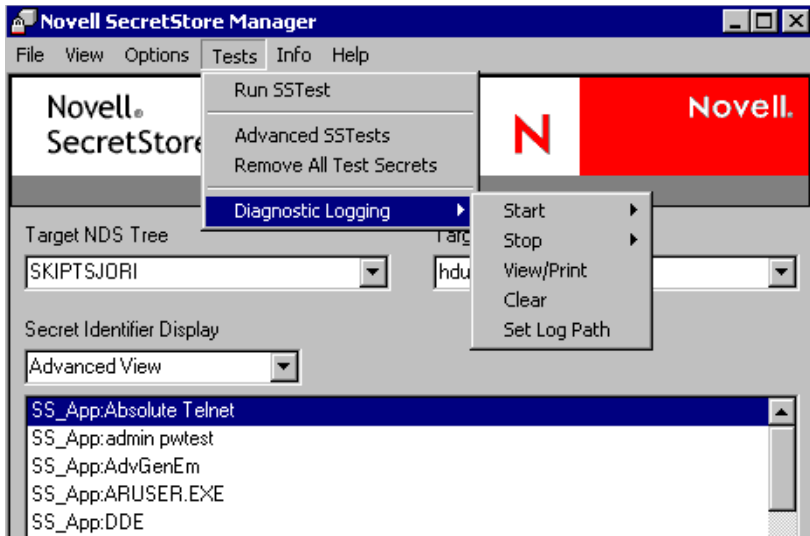 Novell SecretStore Manager
File View Options Tests Info Help
Novell®
SecretStore
N
Novell.
Run SSTest
Advanced SSTests
Remove All Test Secrets
Diagnostic Logging
Start
Stop
View/Print
Clear
Set Log Path
Target NDS Tree
SKIPTSJORI
hdu
Secret Identifier Display
Advanced View
SS_App:Absolute Telnet
SS_App:admin pwtest
SS_App:AdvGenEm
SS_App:ARUSER.EXE
SS_App:DDE